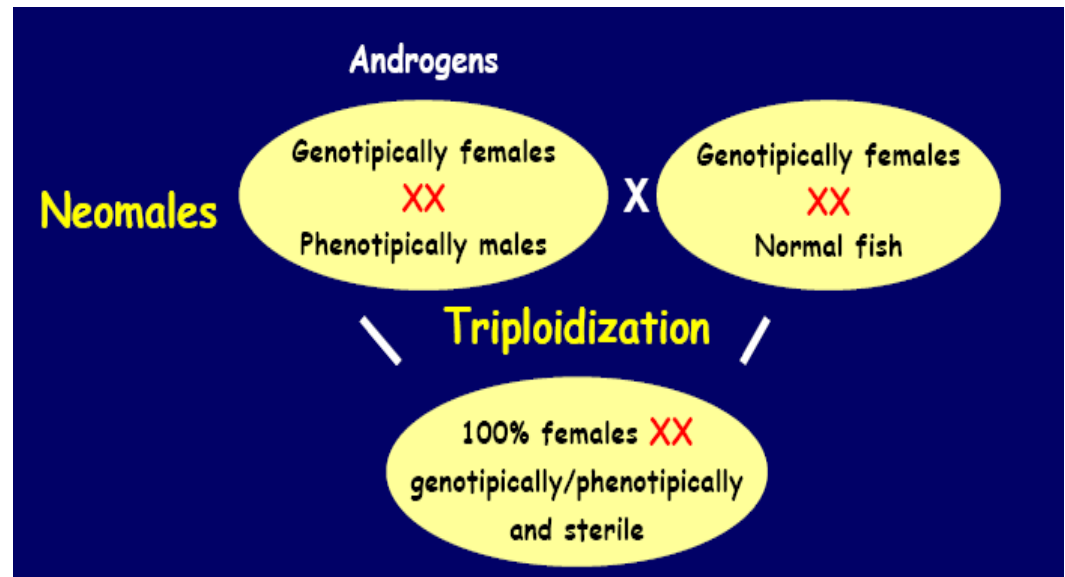 Androgens
Genotipically females
XX
Phenotipically males
Neomales
X
Genotipically females
XX
Normal fish
Triploidization
100% females XX
genotipically/phenotipically
and sterile